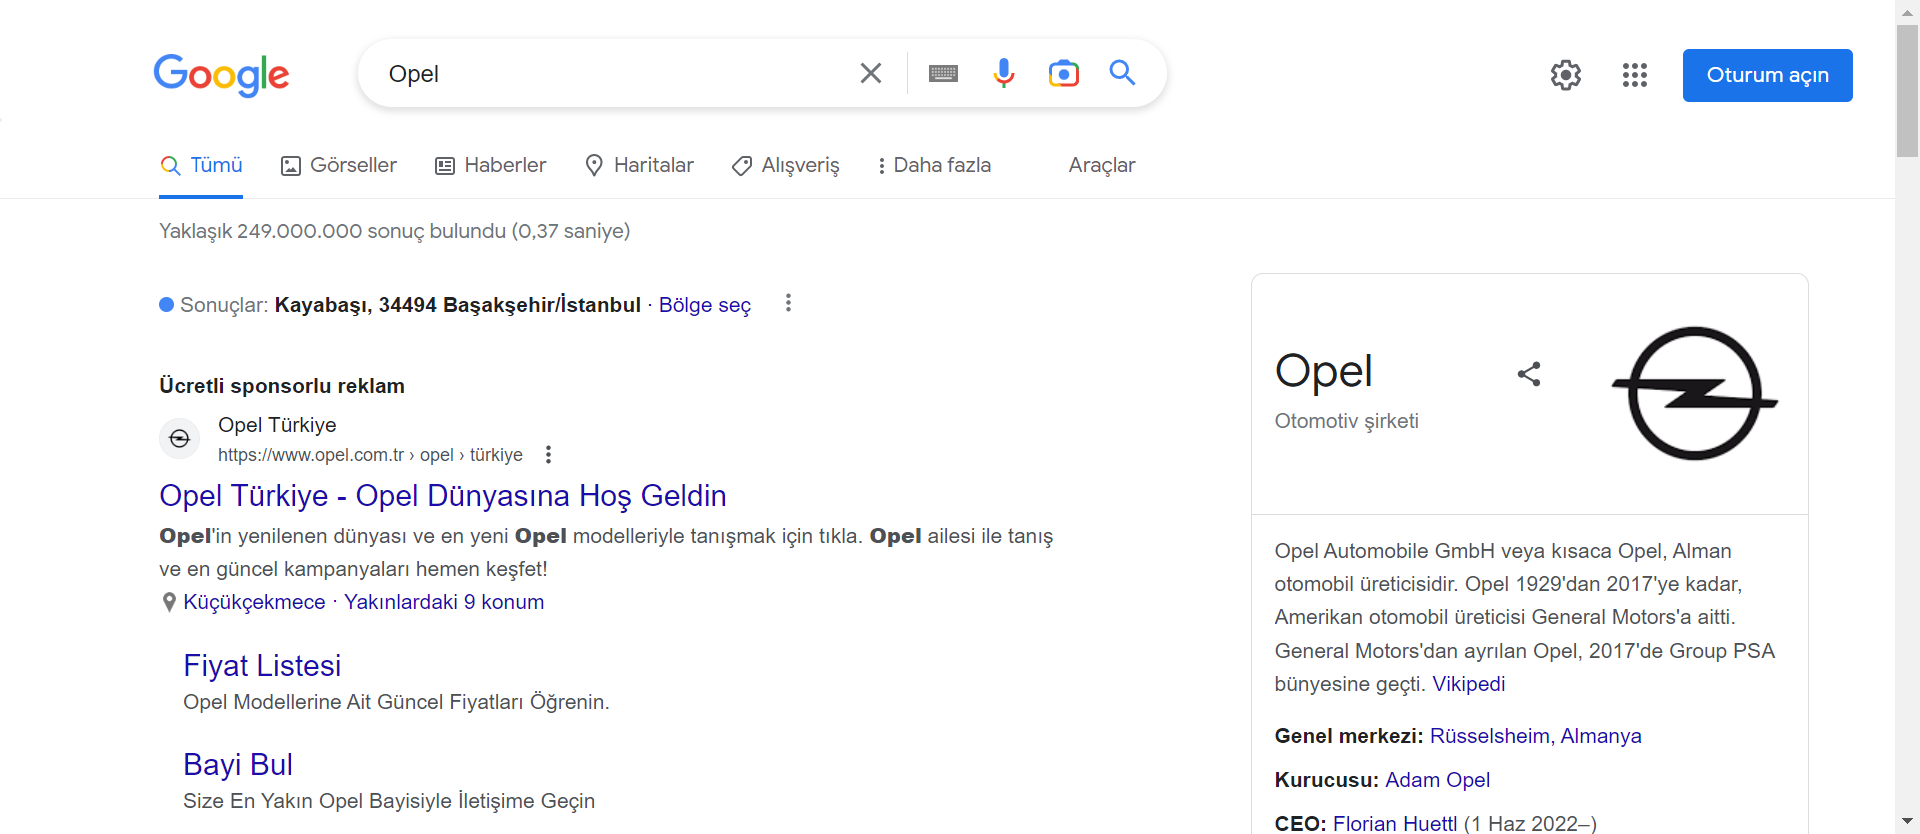 Google
Opel
Oturum açın
Tümü
Görseller
Haberler
Haritalar
Alışveriş
Daha fazla
Araçlar
Yaklaşık 249.000.000 sonuç bulundu (0,37 saniye)
Sonuçlar: Kayabaşı, 34494 Başakşehir/İstanbul · Bölge seç
Ücretli sponsorlu reklam
Opel Türkiye
https://www.opel.com.tr › opel › türkiye
Opel Türkiye - Opel Dünyasına Hoş Geldin
Opel'in yenilenen dünyası ve en yeni Opel modelleriyle tanışmak için tıkla. Opel ailesi ile tanış
ve en güncel kampanyaları hemen keşfet!
Küçükçekmece · Yakınlardaki 9 konum
Fiyat Listesi
Opel Modellerine Ait Güncel Fiyatları Öğrenin.
Bayi Bul
Size En Yakın Opel Bayisiyle İletişime Geçin
Opel
Otomotiv şirketi
Opel Automobile GmbH veya kısaca Opel, Alman
otomobil üreticisidir. Opel 1929'dan 2017'ye kadar,
Amerikan otomobil üreticisi General Motors'a aitti.
General Motors'dan ayrılan Opel, 2017'de Group PSA
bünyesine geçti. Vikipedi
Genel merkezi: Rüsselsheim, Almanya
Kurucusu: Adam Opel
CEO: Florian Huettl (1 Haz 2022–)